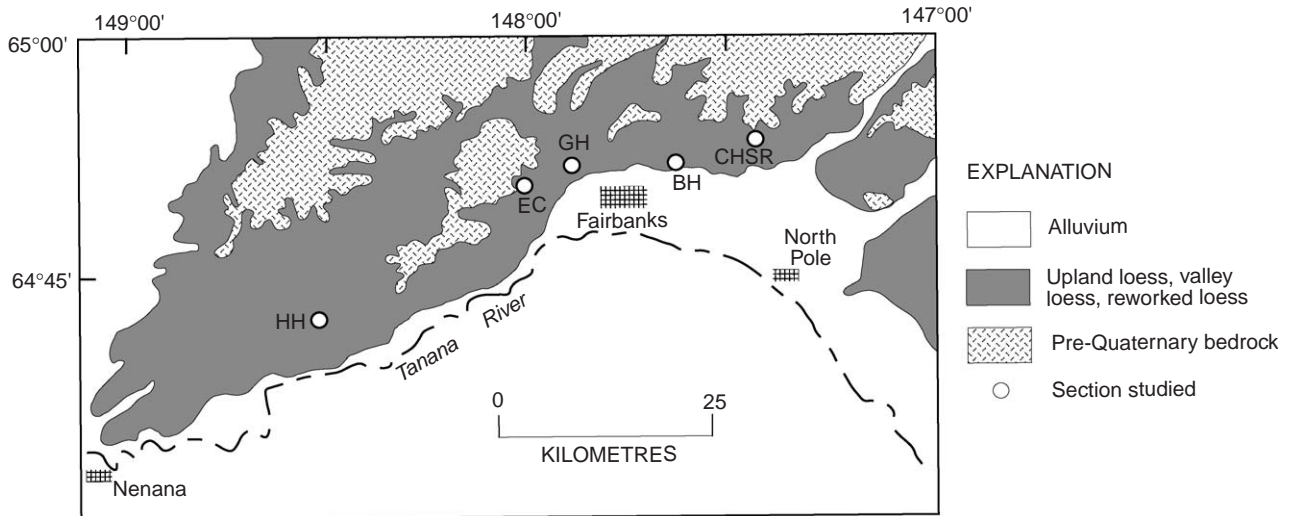 149°00'
148°00'
147°00'
65°00'
64°45'
GH
CHSR
BH
EC
Fairbanks
North
Pole
HH
Tanana River
Nenana
0 25
KILOMETRES
EXPLANATION
Alluvium
Upland loess, valley
loess, reworked loess
Pre-Quaternary bedrock
Section studied